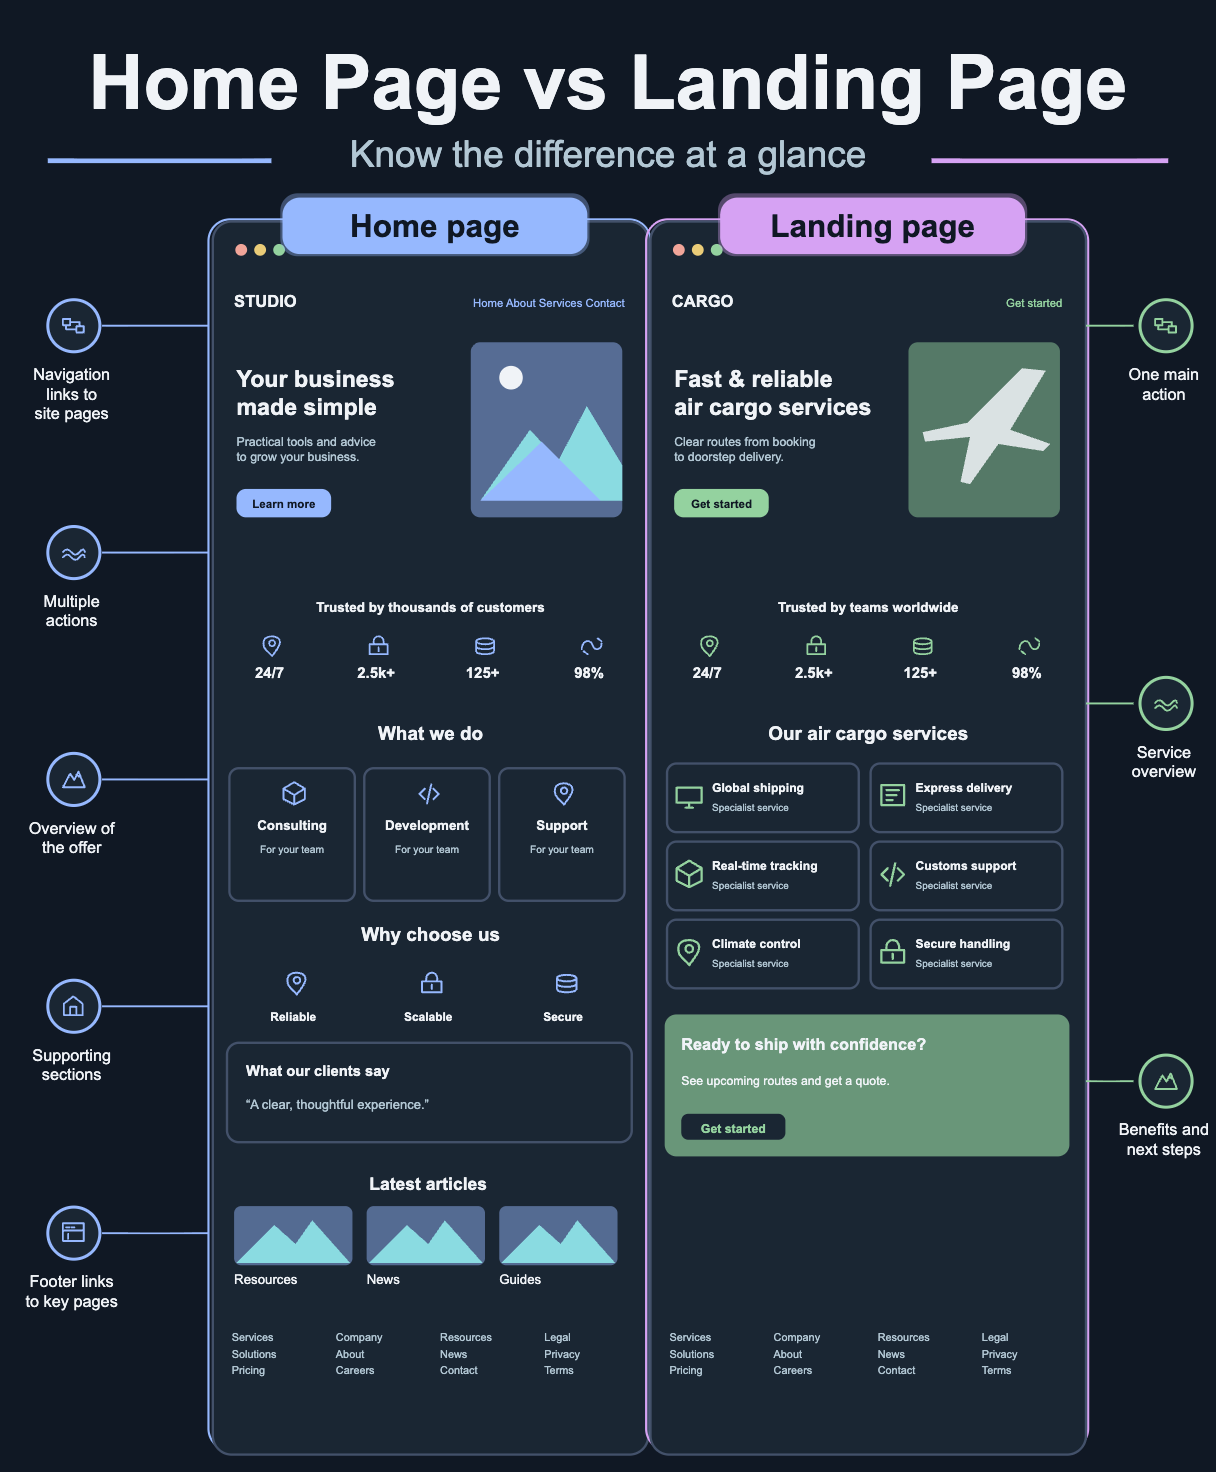 Home Page vs Landing Page
Know the difference at a glance
Home page
STUDIO
Home About Services Contact
Your business
made simple
Practical tools and advice
to grow your business.
Learn more
Trusted by thousands of customers
24/7
2.5k+
125+
98%
What we do
Consulting
For your team
Development
For your team
Support
For your team
Why choose us
Reliable
Scalable
Secure
What our clients say
“A clear, thoughtful experience.”
Latest articles
Resources
News
Guides
Services
Solutions
Pricing
Company
About
Careers
Resources
News
Contact
Legal
Privacy
Terms
Navigation
links to
site pages
Multiple
actions
Overview of
the offer
Supporting
sections
Footer links
to key pages
Landing page
CARGO
Get started
Fast & reliable
air cargo services
Clear routes from booking
to doorstep delivery.
Get started
Trusted by teams worldwide
24/7
2.5k+
125+
98%
Our air cargo services
Global shipping
Specialist service
Express delivery
Specialist service
Real-time tracking
Specialist service
Customs support
Specialist service
Climate control
Specialist service
Secure handling
Specialist service
Ready to ship with confidence?
See upcoming routes and get a quote.
Get started
Services
Solutions
Pricing
Company
About
Careers
Resources
News
Contact
Legal
Privacy
Terms
One main
action
Service
overview
Benefits and
next steps